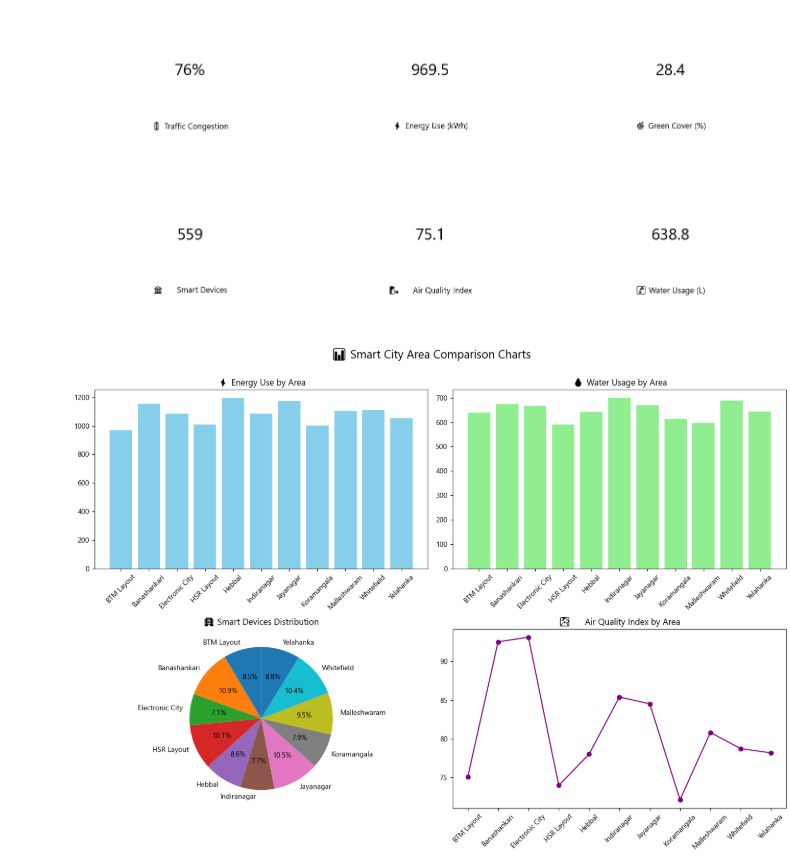 76% 969.5 28.4
Traffic Congestion Energy Use (kWh) Green Cover (%)
559 75.1 638.8
Smart Devices Air Quality Index Water Usage (L)
Smart City Area Comparison Charts
Energy Use by Area
1200
1000
800
600
400
200
0
BTM Layout Banashankari Electronic City HSR Layout Hebbal Indiranagar Jayanagar Koramangala Malleshwaram Whitefield Yelahanka
Water Usage by Area
700
600
500
400
300
200
100
0
BTM Layout Banashankari Electronic City HSR Layout Hebbal Indiranagar Jayanagar Koramangala Malleshwaram Whitefield Yelahanka
Smart Devices Distribution
BTM Layout 8.5%
Banashankari 10.9%
Electronic City 7.1%
HSR Layout 10.1%
Hebbal 8.6%
Indiranagar 7.7%
Jayanagar 10.5%
Koramangala 7.9%
Malleshwaram 9.5%
Whitefield 10.4%
Yelahanka 8.8%
Air Quality Index by Area
90
85
80
75
BTM Layout Banashankari Electronic City HSR Layout Hebbal Indiranagar Jayanagar Koramangala Malleshwaram Whitefield Yelahanka